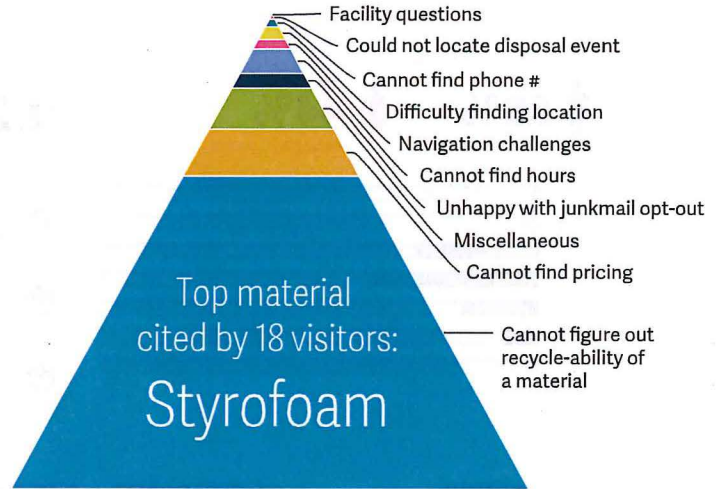 Facility questions
Could not locate disposal event
Cannot find phone #
Difficulty finding location
Navigation challenges
Cannot find hours
Unhappy with junkmail opt-out
Miscellaneous
Cannot find pricing
Top material
cited by 18 visitors:
Styrofoam
Cannot figure out
recycle-ability of
a material